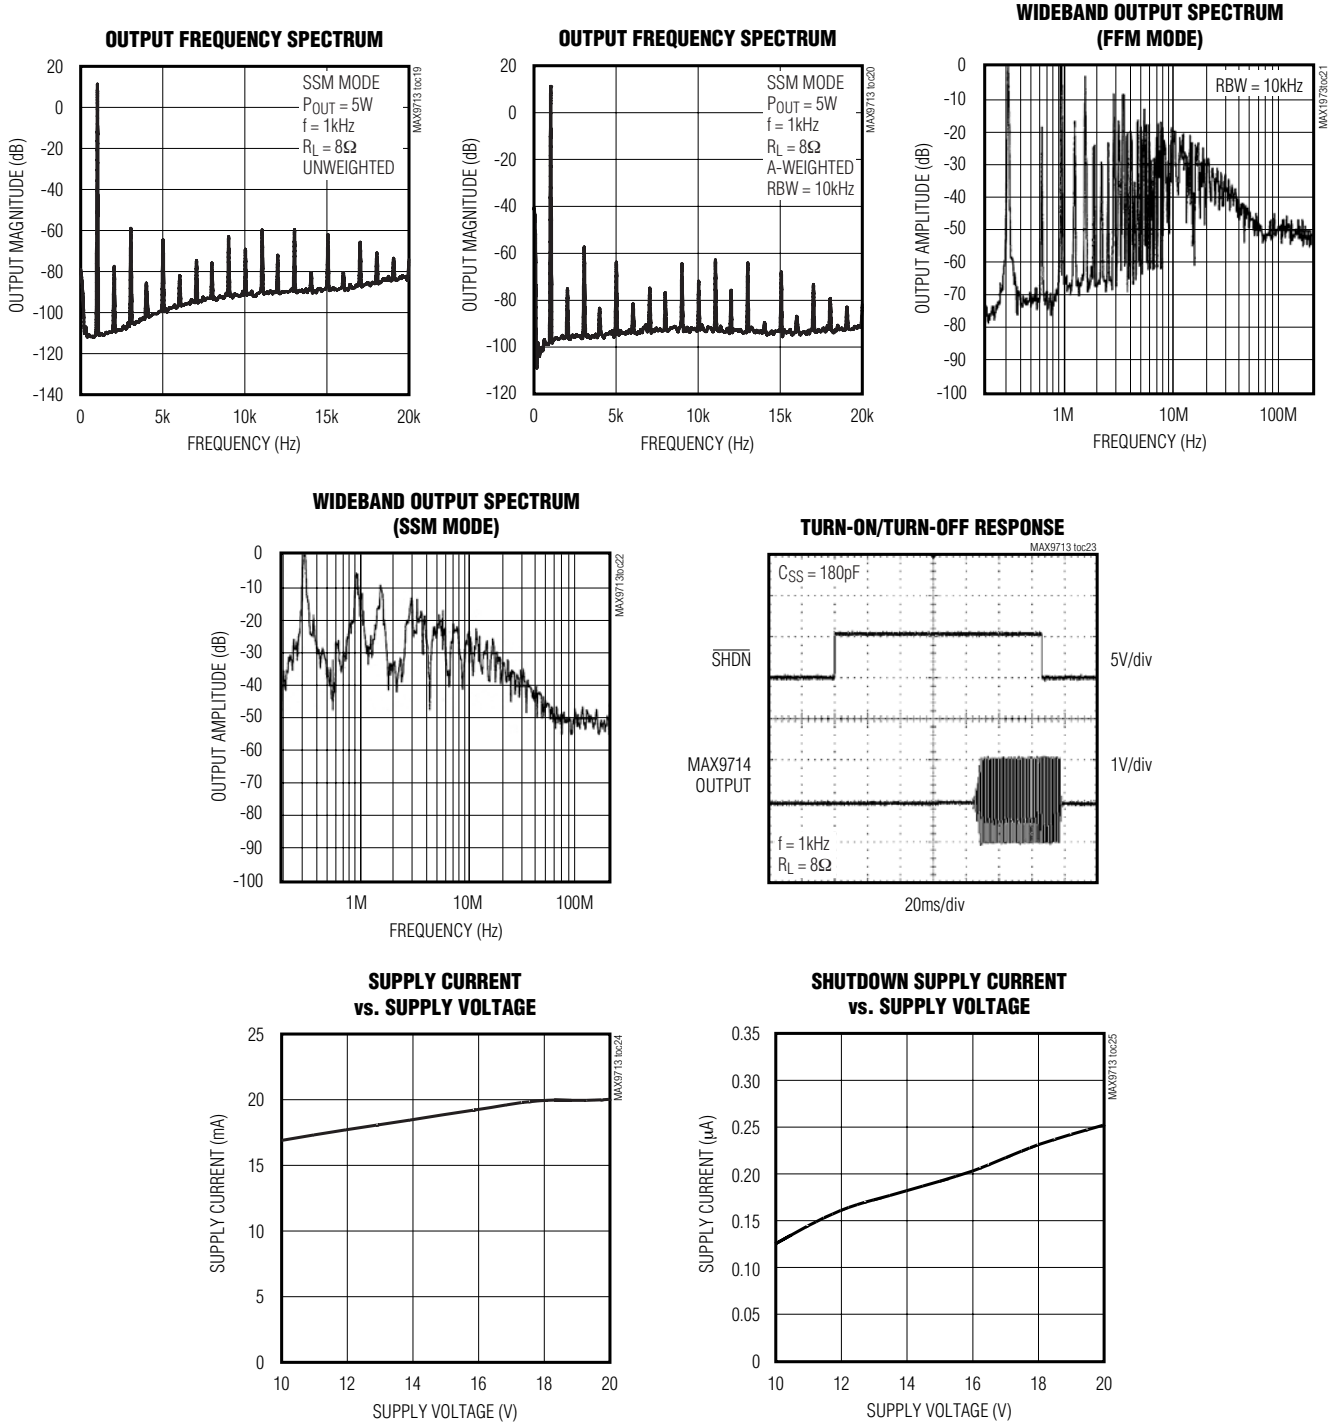 OUTPUT FREQUENCY SPECTRUM
MAX9713 toc19
SSM MODE
POUT = 5W
f = 1kHz
RL = 8Ω
UNWEIGHTED
OUTPUT MAGNITUDE (dB)
20
0
-20
-40
-60
-80
-100
-120
-140
0 5k 10k 15k 20k
FREQUENCY (Hz)
OUTPUT FREQUENCY SPECTRUM
MAX9713 toc20
SSM MODE
POUT = 5W
f = 1kHz
RL = 8Ω
A-WEIGHTED
RBW = 10kHz
OUTPUT MAGNITUDE (dB)
20
0
-20
-40
-60
-80
-100
-120
0 5k 10k 15k 20k
FREQUENCY (Hz)
WIDEBAND OUTPUT SPECTRUM
(FFM MODE)
MAX1973toc21
RBW = 10kHz
OUTPUT AMPLITUDE (dB)
0
-10
-20
-30
-40
-50
-60
-70
-80
-90
-100
1M 10M 100M
FREQUENCY (Hz)
WIDEBAND OUTPUT SPECTRUM
(SSM MODE)
MAX9713toc22
OUTPUT AMPLITUDE (dB)
0
-10
-20
-30
-40
-50
-60
-70
-80
-90
-100
1M 10M 100M
FREQUENCY (Hz)
TURN-ON/TURN-OFF RESPONSE
MAX9713 toc23
CSS = 180pF
SHDN
5V/div
MAX9714
OUTPUT
1V/div
f = 1kHz
RL = 8Ω
20ms/div
SUPPLY CURRENT
vs. SUPPLY VOLTAGE
MAX9713 toc24
SUPPLY CURRENT (mA)
25
20
15
10
5
0
10 12 14 16 18 20
SUPPLY VOLTAGE (V)
SHUTDOWN SUPPLY CURRENT
vs. SUPPLY VOLTAGE
MAX9713 toc25
SUPPLY CURRENT (μA)
0.35
0.30
0.25
0.20
0.15
0.10
0.05
0
10 12 14 16 18 20
SUPPLY VOLTAGE (V)